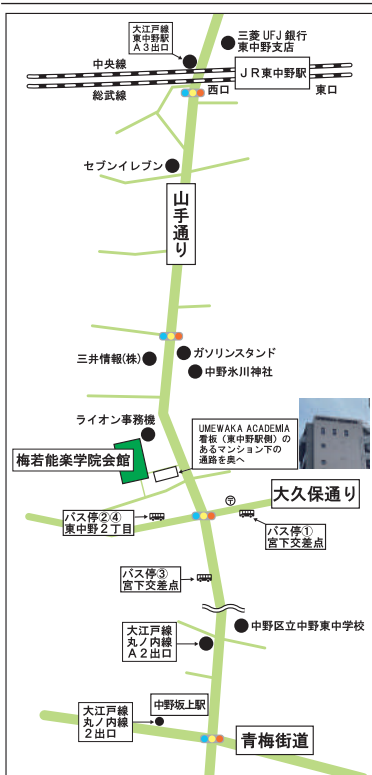 大江戸線
東中野駅
A3出口
三菱UFJ銀行
東中野支店
中央線
JR東中野駅
総武線
西口
東口
セブンイレブン
山手通り
三井情報(株)
ガソリンスタンド
中野氷川神社
ライオン事務機
UMEWAKA ACADEMIA
看板（東中野駅側）の
あるマンション下の
通路を奥へ
梅若能楽学院会館
大久保通り
〒
バス停②④
東中野2丁目
バス停①
宮下交差点
バス停③
宮下交差点
大江戸線
丸ノ内線
A2出口
中野区立中野東中学校
大江戸線
丸ノ内線
2出口
中野坂上駅
青梅街道